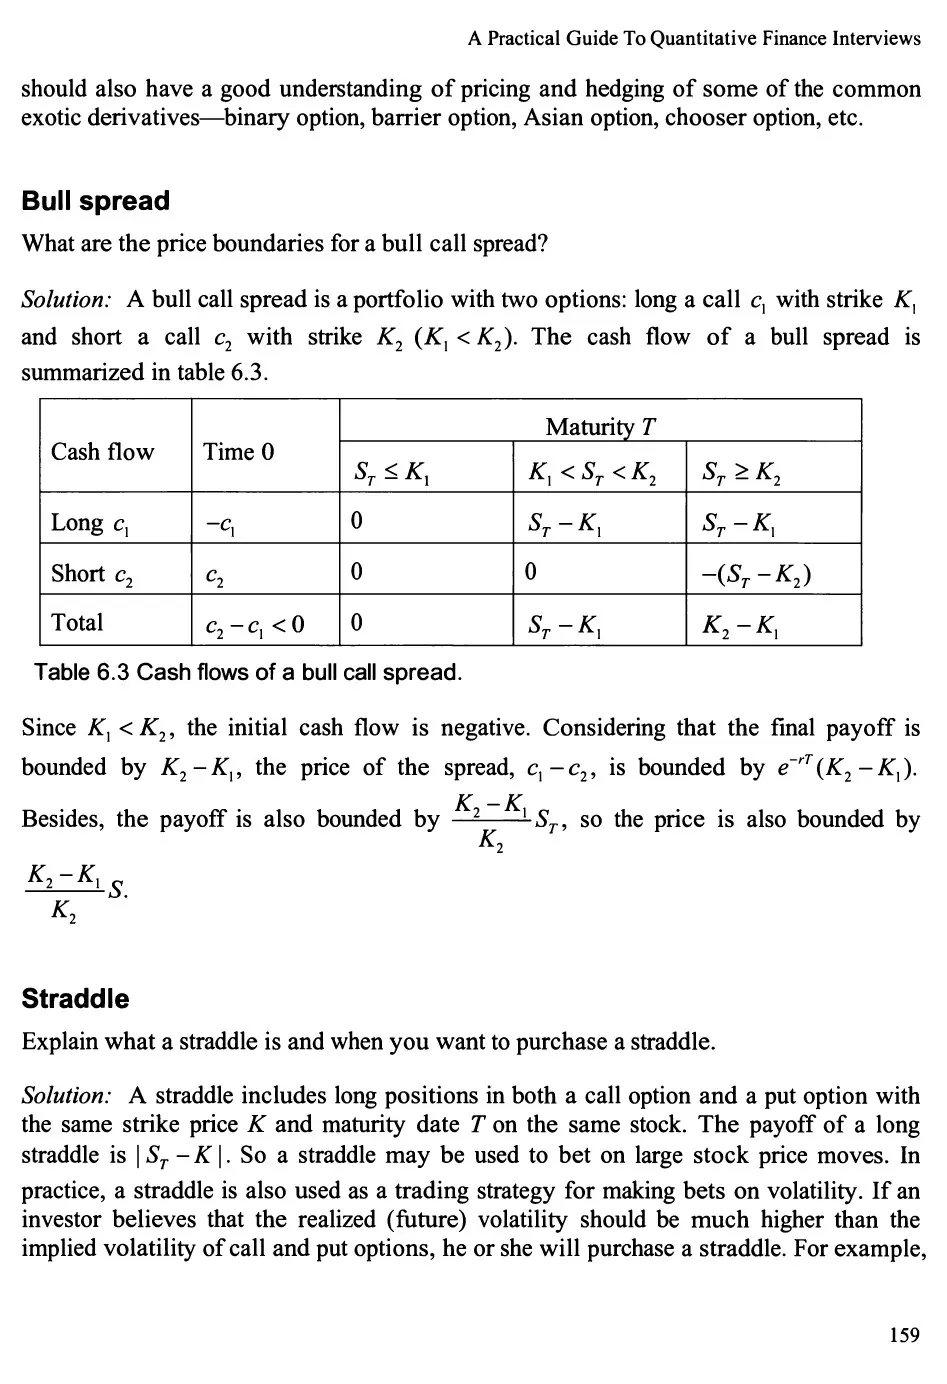 A Practical Guide To Quantitative Finance Interviews
should also have a good understanding of pricing and hedging of some of the common
exotic derivatives—binary option, barrier option, Asian option, chooser option, etc.
Bull spread
What are the price boundaries for a bull call spread?
Solution: A bull call spread is a portfolio with two options: long a call c₁ with strike K₁
and short a call c₂ with strike K₂ (K₁ < K₂). The cash flow of a bull spread is
summarized in table 6.3.
Cash flow | Time 0 | Maturity T
S_T ≤ K₁ | K₁ < S_T < K₂ | S_T ≥ K₂
Long c₁ | −c₁ | 0 | S_T − K₁ | S_T − K₁
Short c₂ | c₂ | 0 | 0 | −(S_T − K₂)
Total | c₂ − c₁ < 0 | 0 | S_T − K₁ | K₂ − K₁
Table 6.3 Cash flows of a bull call spread.
Since K₁ < K₂, the initial cash flow is negative. Considering that the final payoff is
bounded by K₂ − K₁, the price of the spread, c₁ − c₂, is bounded by e^{−rT}(K₂ − K₁).
Besides, the payoff is also bounded by \frac{K₂ − K₁}{K₂} S_T, so the price is also bounded by
\frac{K₂ − K₁}{K₂} S.
Straddle
Explain what a straddle is and when you want to purchase a straddle.
Solution: A straddle includes long positions in both a call option and a put option with
the same strike price K and maturity date T on the same stock. The payoff of a long
straddle is | S_T − K |. So a straddle may be used to bet on large stock price moves. In
practice, a straddle is also used as a trading strategy for making bets on volatility. If an
investor believes that the realized (future) volatility should be much higher than the
implied volatility of call and put options, he or she will purchase a straddle. For example,
159